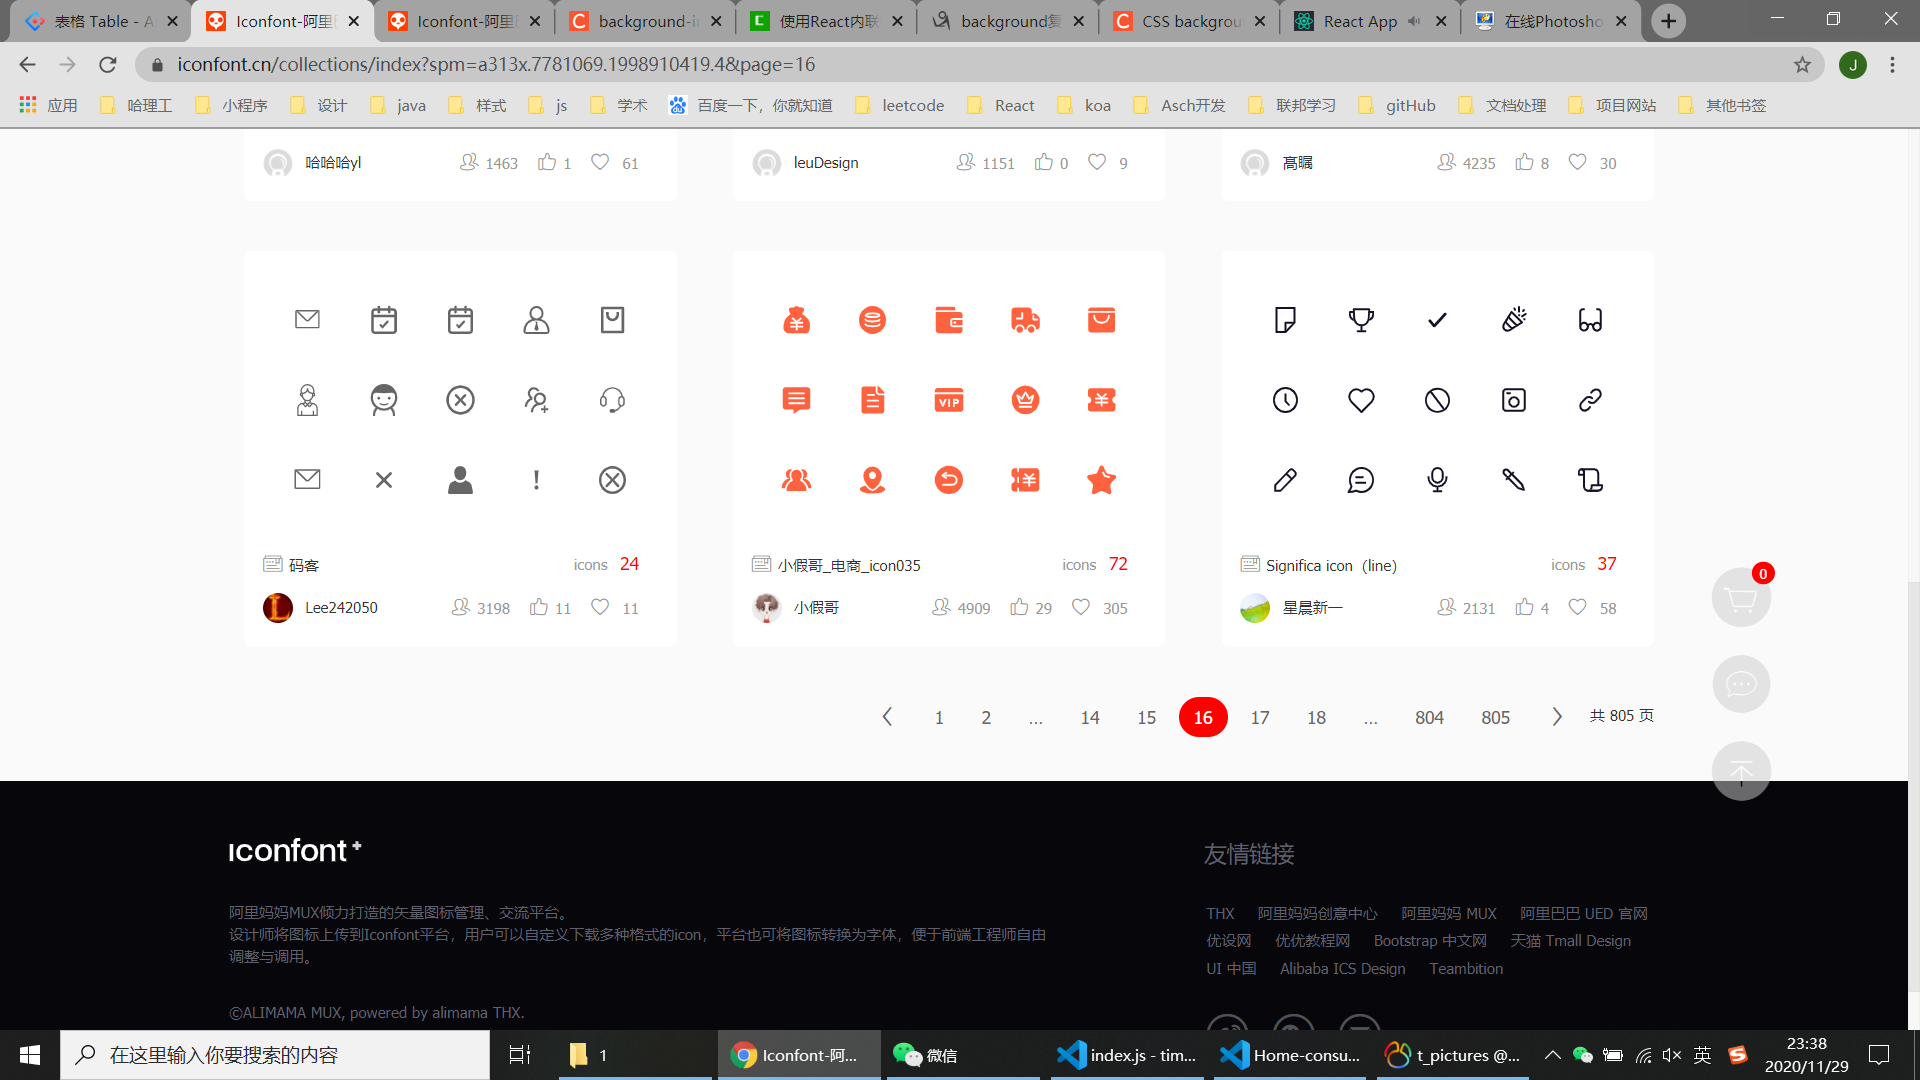 表格 Table - A
Iconfont-阿里
Iconfont-阿里
background-i
使用React内联
background复
CSS backgrou
React App
在线Photosho
iconfont.cn/collections/index?spm=a313x.7781069.1998910419.4&page=16
J
应用
哈理工
小程序
设计
java
样式
js
学术
百度一下，你就知道
leetcode
React
koa
Asch开发
联邦学习
gitHub
文档处理
项目网站
其他书签
哈哈哈yl 1463 1 61
leuDesign 1151 0 9
高瞩 4235 8 30
VIP
码客 icons 24
Lee242050 3198 11 11
小假哥_电商_icon035 icons 72
小假哥 4909 29 305
Significa icon（line） icons 37
星晨新一 2131 4 58
0
1 2 ... 14 15 16 17 18 ... 804 805 共 805 页
iconfont+
友情链接
阿里妈妈MUX倾力打造的矢量图标管理、交流平台。
设计师将图标上传到Iconfont平台，用户可以自定义下载多种格式的icon，平台也可将图标转换为字体，便于前端工程师自由
调整与调用。
THX 阿里妈妈创意中心 阿里妈妈 MUX 阿里巴巴 UED 官网
优设网 优优教程网 Bootstrap 中文网 天猫 Tmall Design
UI 中国 Alibaba ICS Design Teambition
©ALIMAMA MUX, powered by alimama THX.
在这里输入你要搜索的内容
1
Iconfont-阿...
微信
index.js - tim...
Home-consu...
t_pictures @...
英
23:38
2020/11/29